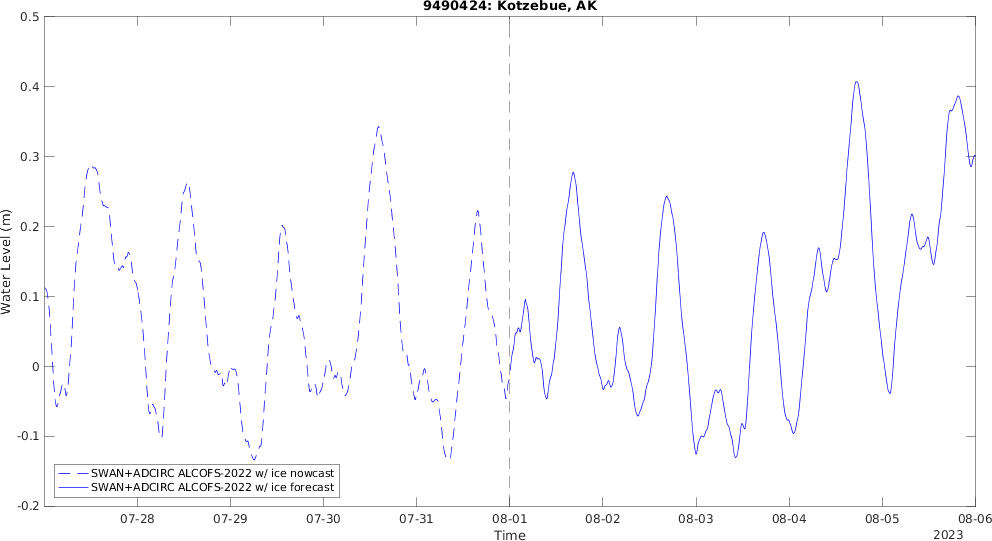 9490424: Kotzebue, AK
0.5
0.4
0.3
0.2
0.1
0
-0.1
-0.2
Water Level (m)
SWAN+ADCIRC ALCOFS-2022 w/ ice nowcast
SWAN+ADCIRC ALCOFS-2022 w/ ice forecast
07-28 07-29 07-30 07-31 08-01 08-02 08-03 08-04 08-05 08-06
Time
2023